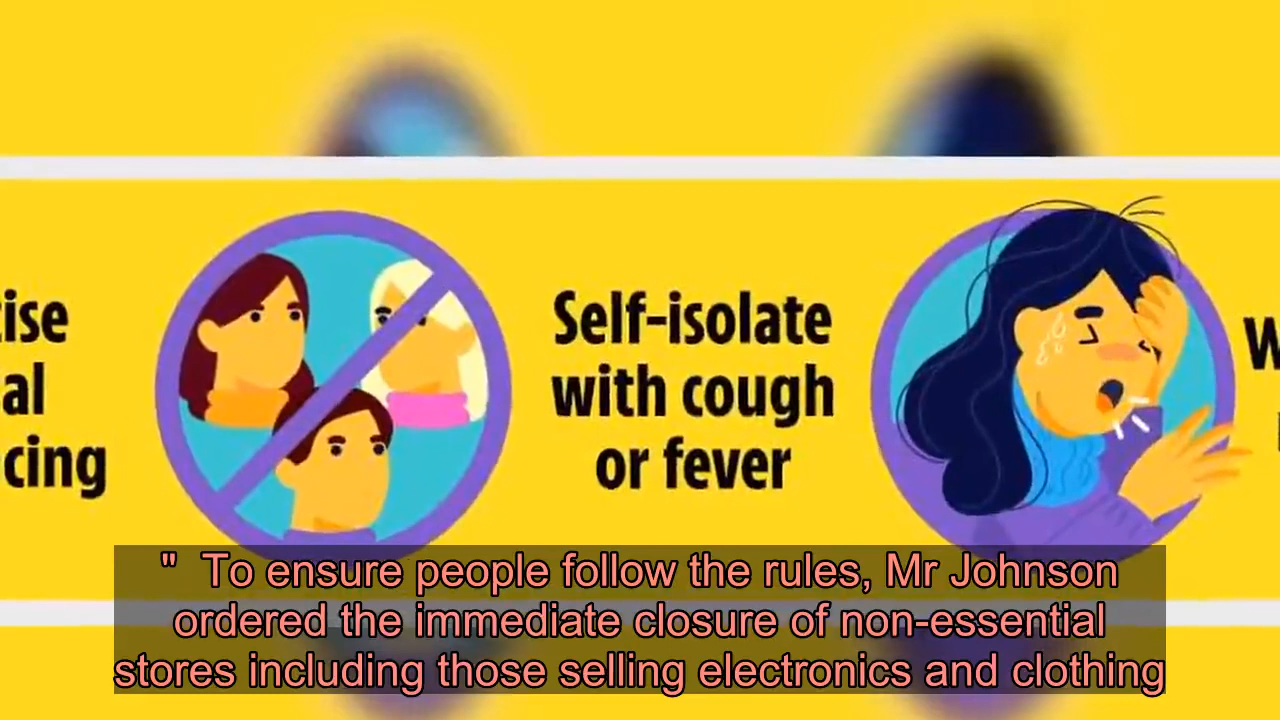 cise
al
cing
Self-isolate
with cough
or fever
W
" To ensure people follow the rules, Mr Johnson
ordered the immediate closure of non-essential
stores including those selling electronics and clothing